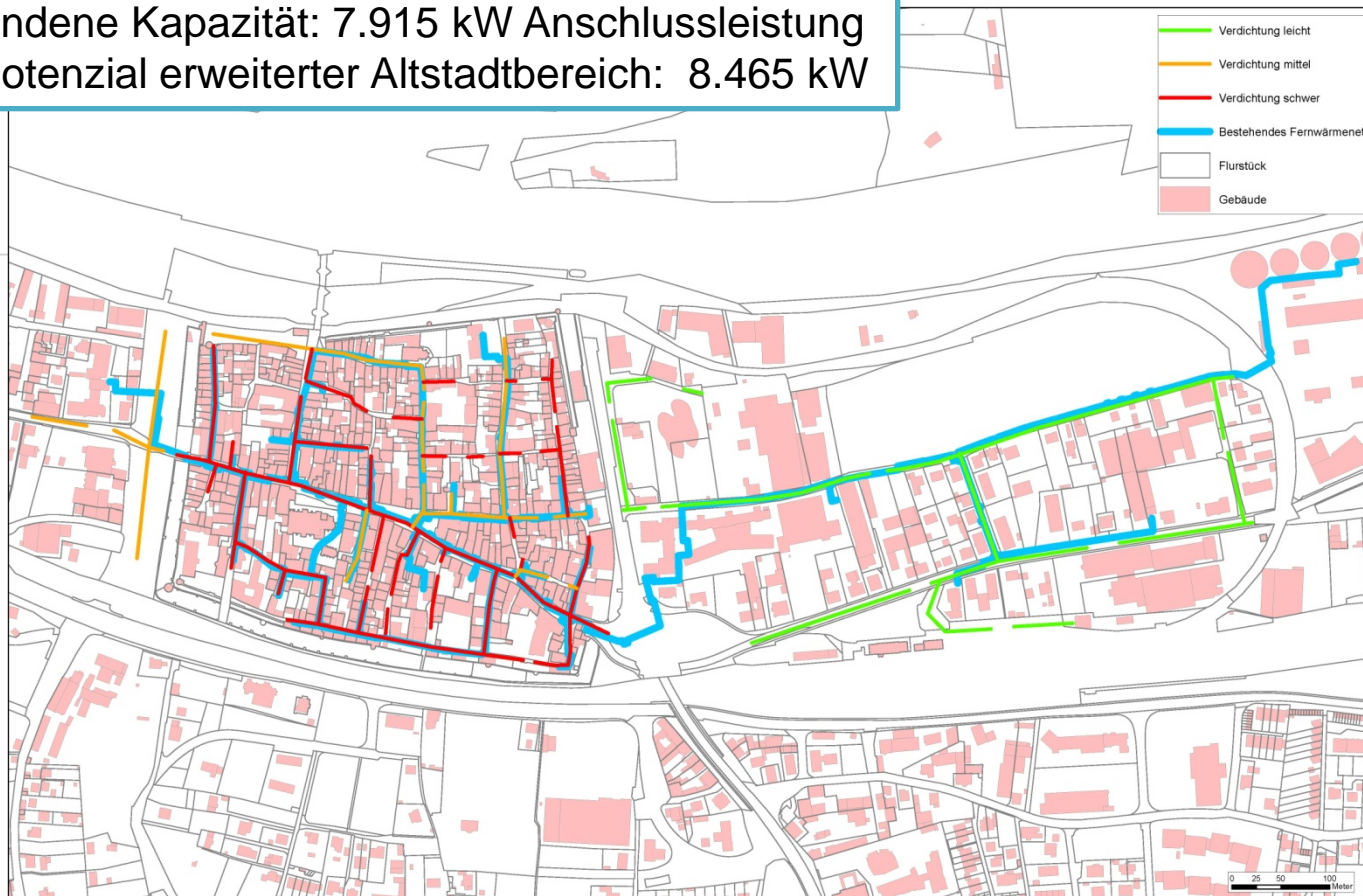 ndene Kapazität: 7.915 kW Anschlussleistung
otenzial erweiterter Altstadtbereich: 8.465 kW
Verdichtung leicht
Verdichtung mittel
Verdichtung schwer
Bestehendes Fernwärmenet
Flurstück
Gebäude
0 25 50 100
Meter